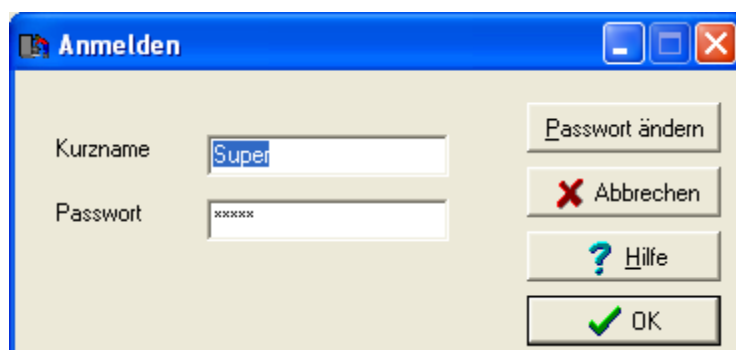 Anmelden
Passwort ändern
Kurzname
Super
Abbrechen
Passwort
*****
Hilfe
OK